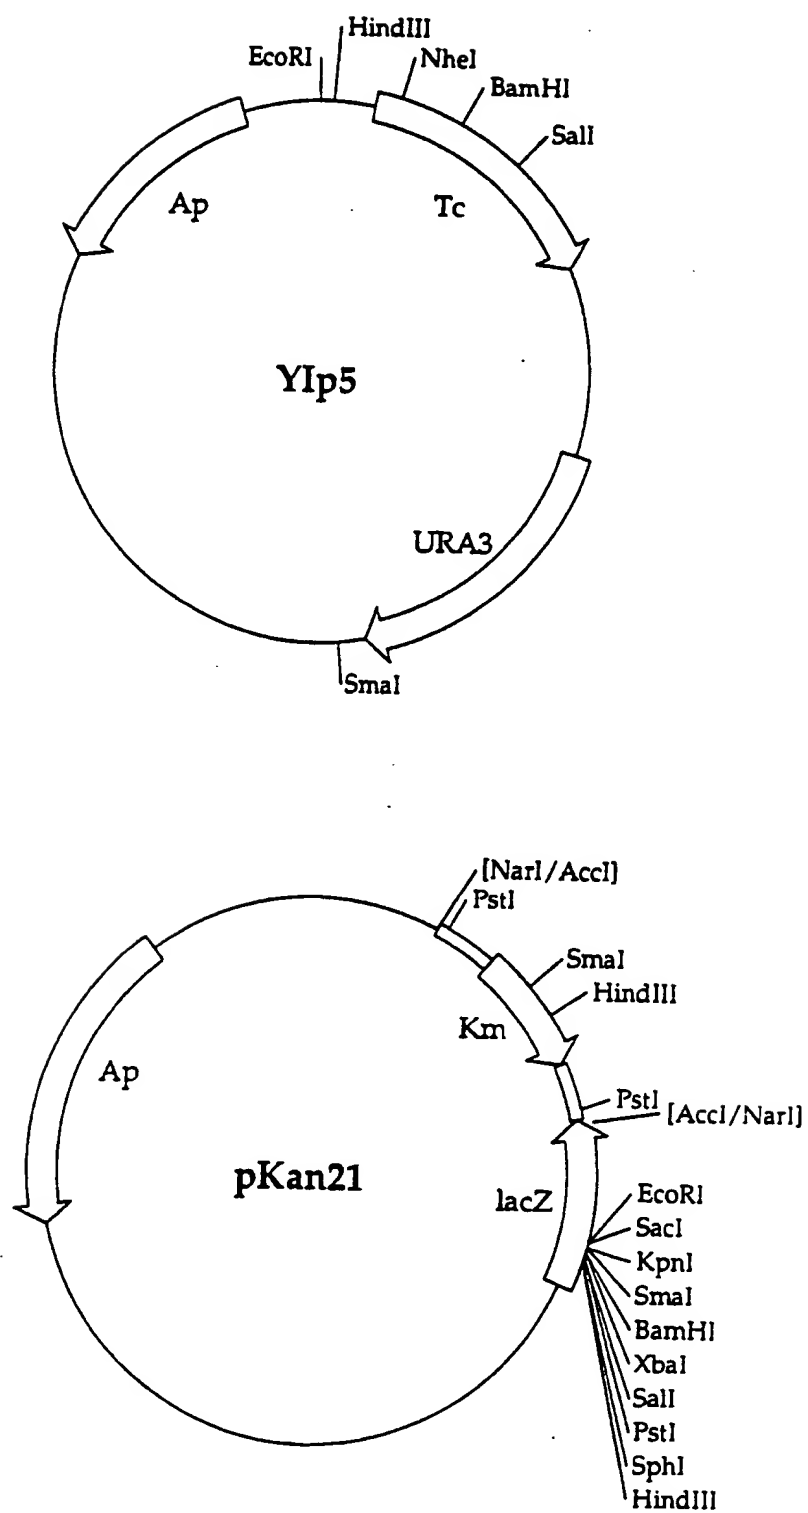 HindIII
EcoRI
NheI
BamHI
SalI
Ap
Tc
YIp5
URA3
SmaI
[NarI/AccI]
PstI
SmaI
HindIII
Km
Ap
PstI
[AccI/NarI]
pKan21
lacZ
EcoRI
SacI
KpnI
SmaI
BamHI
XbaI
SalI
PstI
SphI
HindIII